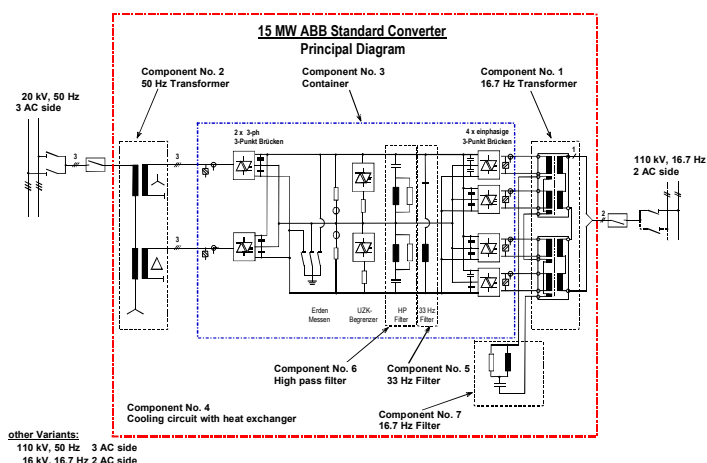 15 MW ABB Standard Converter
Principal Diagram
Component No. 2
50 Hz Transformer
Component No. 3
Container
Component No. 1
16.7 Hz Transformer
20 kV, 50 Hz
3 AC side
2 x 3-ph
3-Punkt Brücken
4 x einphasige
3-Punkt Brücken
110 kV, 16.7 Hz
2 AC side
3
3
3
1
2
Erden
Messen
UZK-
Begrenzer
HP
Filter
33 Hz
Filter
Component No. 6
High pass filter
Component No. 5
33 Hz Filter
Component No. 4
Cooling circuit with heat exchanger
Component No. 7
16.7 Hz Filter
other Variants:
110 kV, 50 Hz 3 AC side
16 kV, 16.7 Hz 2 AC side